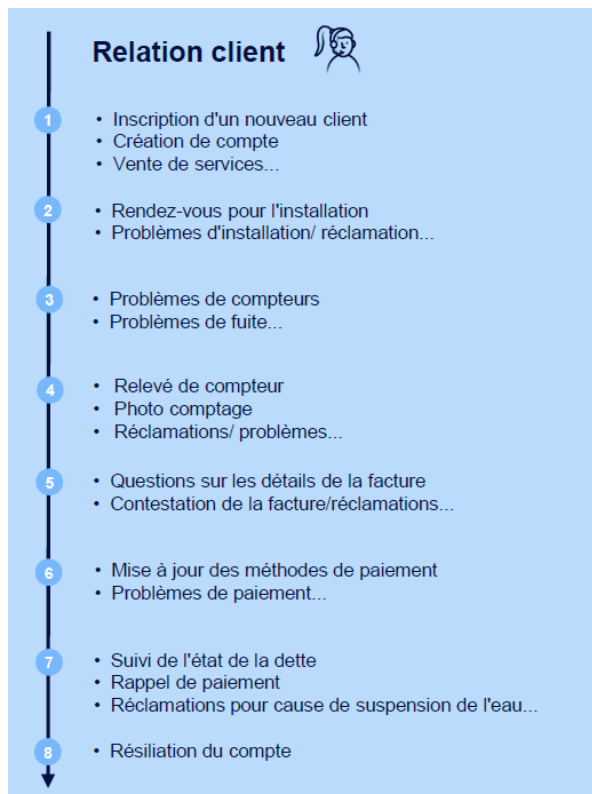 Relation client
1
• Inscription d'un nouveau client
• Création de compte
• Vente de services...
2
• Rendez-vous pour l'installation
• Problèmes d'installation/ réclamation...
3
• Problèmes de compteurs
• Problèmes de fuite...
4
• Relevé de compteur
• Photo comptage
• Réclamations/ problèmes...
5
• Questions sur les détails de la facture
• Contestation de la facture/réclamations...
6
• Mise à jour des méthodes de paiement
• Problèmes de paiement...
7
• Suivi de l'état de la dette
• Rappel de paiement
• Réclamations pour cause de suspension de l'eau...
8
• Résiliation du compte